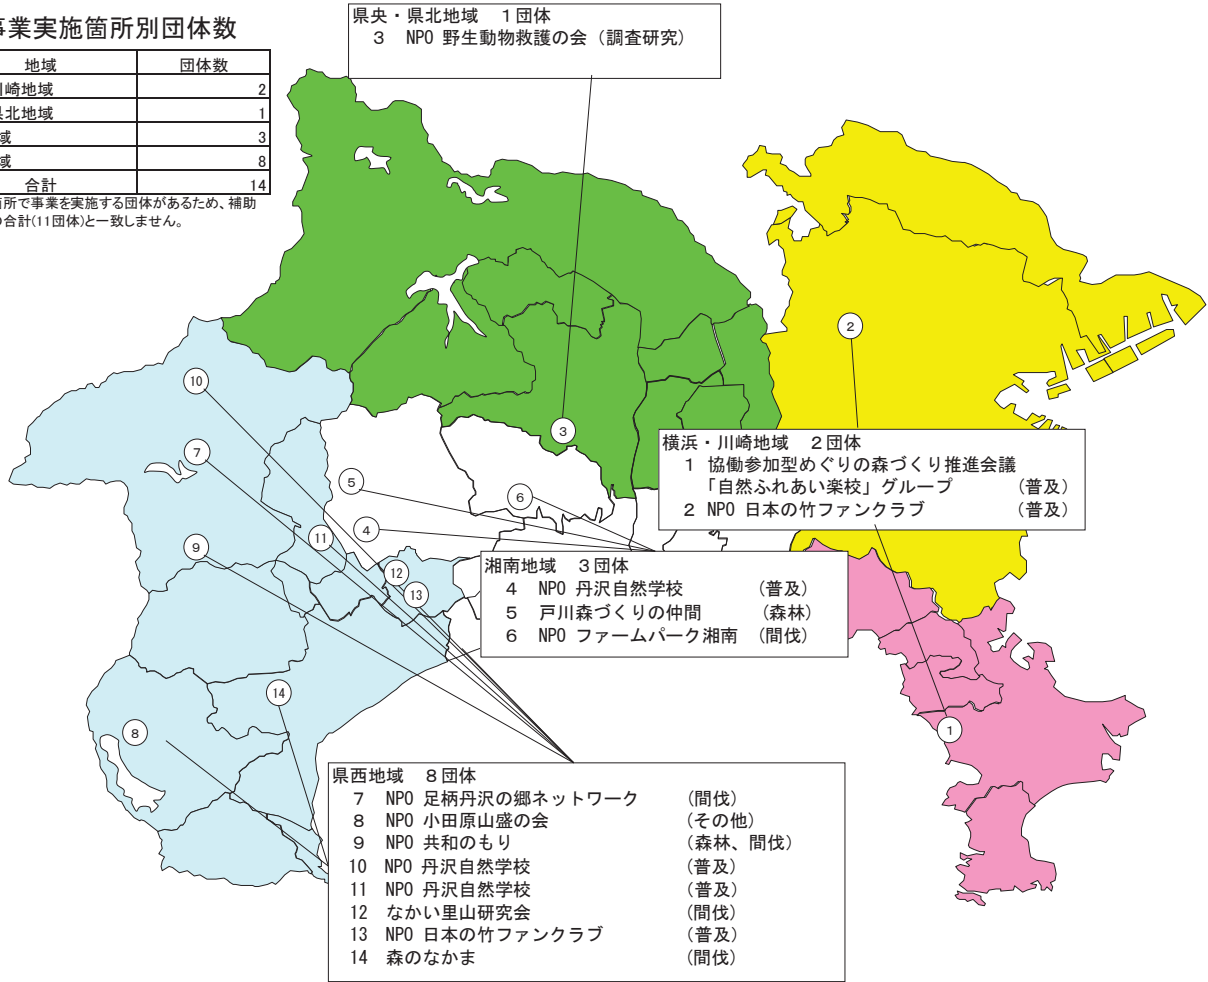 事業実施箇所別団体数
地域 団体数
川崎地域 2
県北地域 1
域 3
域 8
合計 14
箇所で事業を実施する団体があるため、補助
の合計(11団体)と一致しません。
県央・県北地域 1団体
3 NPO 野生動物救護の会（調査研究）
横浜・川崎地域 2団体
1 協働参加型めぐりの森づくり推進会議
「自然ふれあい楽校」グループ （普及）
2 NPO 日本の竹ファンクラブ （普及）
湘南地域 3団体
4 NPO 丹沢自然学校 （普及）
5 戸川森づくりの仲間 （森林）
6 NPO ファームパーク湘南 （間伐）
県西地域 8団体
7 NPO 足柄丹沢の郷ネットワーク （間伐）
8 NPO 小田原山盛の会 （その他）
9 NPO 共和のもり （森林、間伐）
10 NPO 丹沢自然学校 （普及）
11 NPO 丹沢自然学校 （普及）
12 なかい里山研究会 （間伐）
13 NPO 日本の竹ファンクラブ （普及）
14 森のなかま （間伐）
2
10
3
7
5
6
4
11
9
12
13
14
8
1